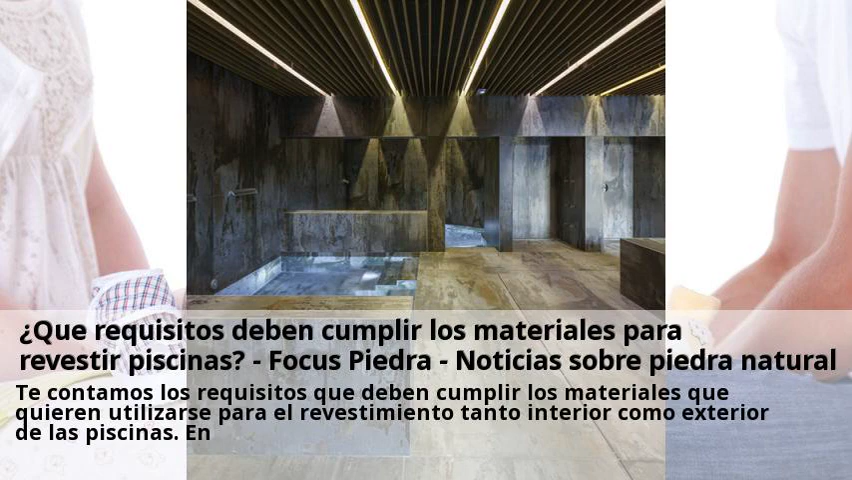 ¿Que requisitos deben cumplir los materiales para
revestir piscinas? - Focus Piedra - Noticias sobre piedra natural
Te contamos los requisitos que deben cumplir los materiales que
quieren utilizarse para el revestimiento tanto interior como exterior
de las piscinas. En